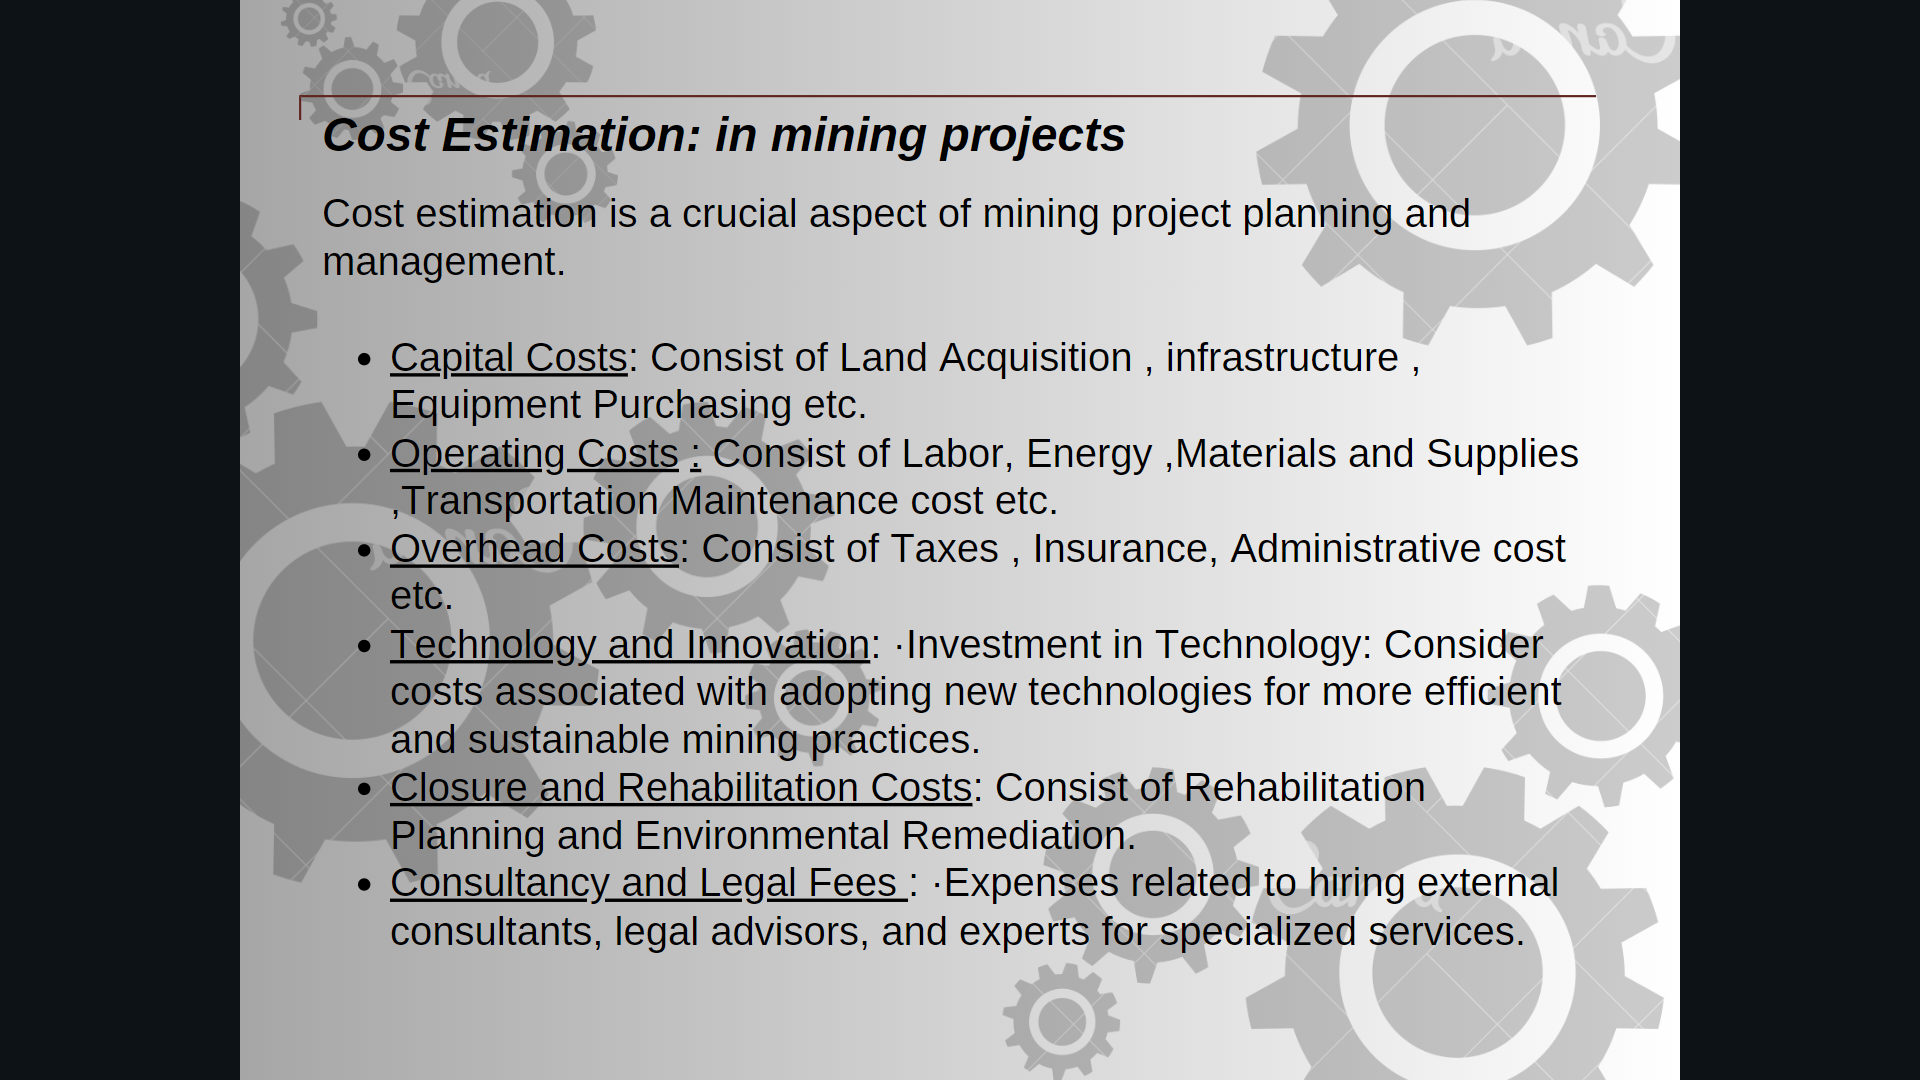 Cost Estimation: in mining projects
Cost estimation is a crucial aspect of mining project planning and
management.
• Capital Costs: Consist of Land Acquisition , infrastructure ,
Equipment Purchasing etc.
• Operating Costs : Consist of Labor, Energy ,Materials and Supplies
,Transportation Maintenance cost etc.
• Overhead Costs: Consist of Taxes , Insurance, Administrative cost
etc.
• Technology and Innovation: ·Investment in Technology: Consider
costs associated with adopting new technologies for more efficient
and sustainable mining practices.
• Closure and Rehabilitation Costs: Consist of Rehabilitation
Planning and Environmental Remediation.
• Consultancy and Legal Fees : ·Expenses related to hiring external
consultants, legal advisors, and experts for specialized services.